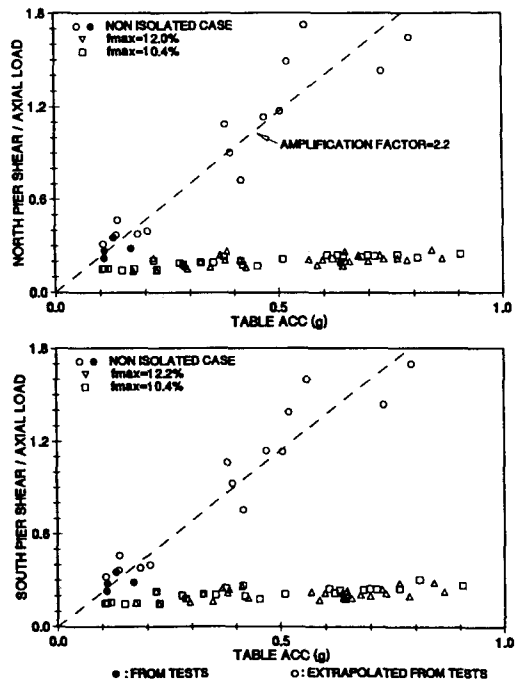 1.8
○ ● NON ISOLATED CASE
▽ fmax=12.0%
□ fmax=10.4%
1.2
AMPLIFICATION FACTOR=2.2
0.6
0.0
NORTH PIER SHEAR / AXIAL LOAD
0.0 0.5 1.0
TABLE ACC (g)
1.8
○ ● NON ISOLATED CASE
▽ fmax=12.2%
□ fmax=10.4%
1.2
0.6
0.0
SOUTH PIER SHEAR / AXIAL LOAD
0.0 0.5 1.0
TABLE ACC (g)
● : FROM TESTS ○ : EXTRAPOLATED FROM TESTS